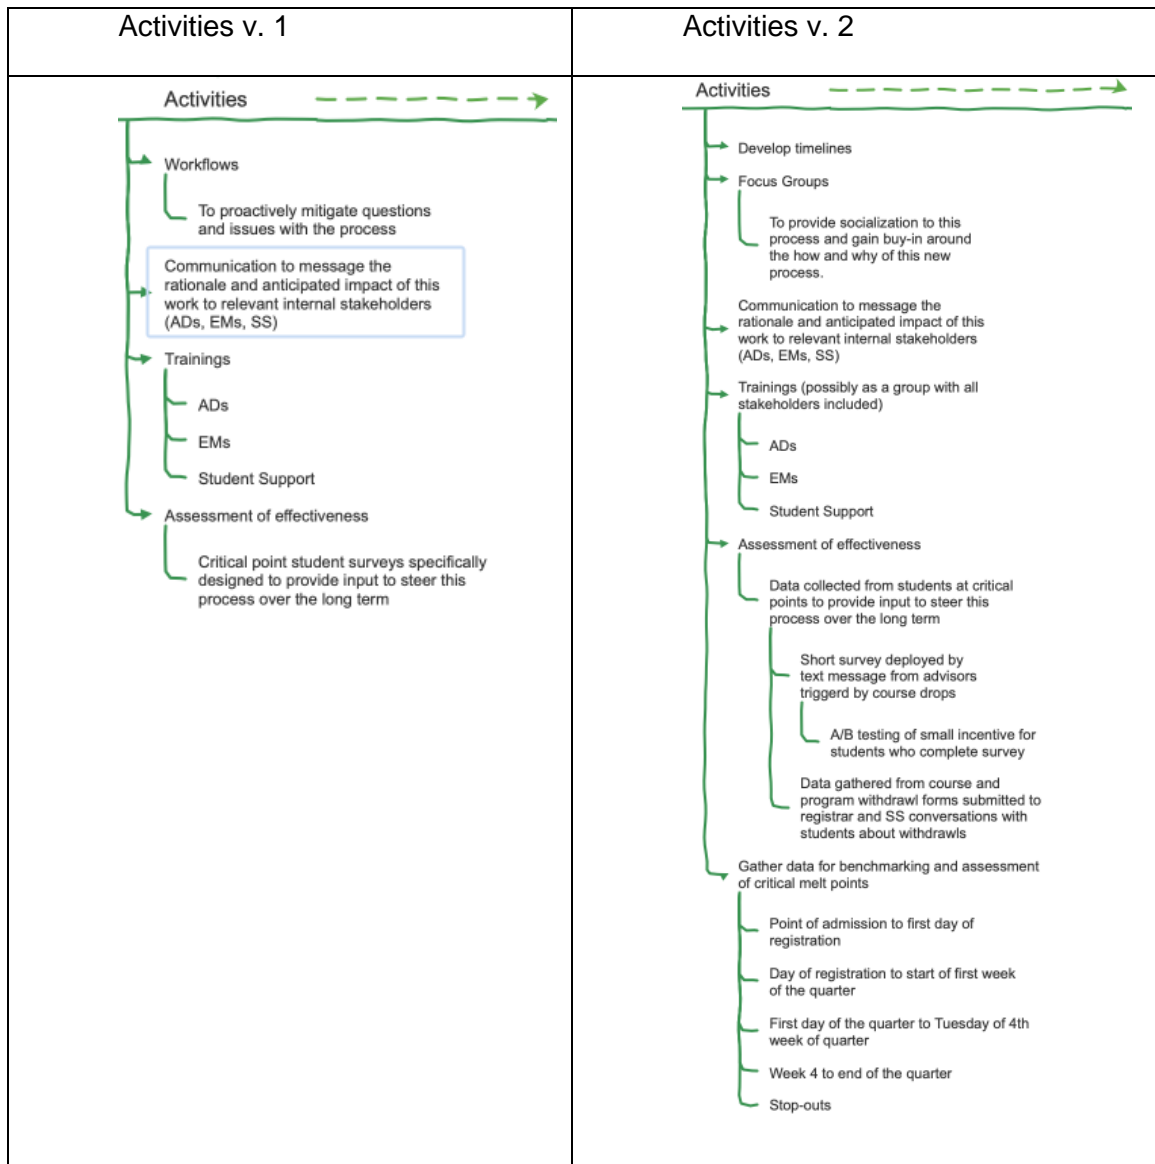 Activities v. 1
Activities v. 2
Activities
Workflows
To proactively mitigate questions
and issues with the process
Communication to message the
rationale and anticipated impact of this
work to relevant internal stakeholders
(ADs, EMs, SS)
Trainings
ADs
EMs
Student Support
Assessment of effectiveness
Critical point student surveys specifically
designed to provide input to steer this
process over the long term
Activities
Develop timelines
Focus Groups
To provide socialization to this
process and gain buy-in around
the how and why of this new
process.
Communication to message the
rationale and anticipated impact of this
work to relevant internal stakeholders
(ADs, EMs, SS)
Trainings (possibly as a group with all
stakeholders included)
ADs
EMs
Student Support
Assessment of effectiveness
Data collected from students at critical
points to provide input to steer this
process over the long term
Short survey deployed by
text message from advisors
triggerd by course drops
A/B testing of small incentive for
students who complete survey
Data gathered from course and
program withdrawl forms submitted to
registrar and SS conversations with
students about withdrawls
Gather data for benchmarking and assessment
of critical melt points
Point of admission to first day of
registration
Day of registration to start of first week
of the quarter
First day of the quarter to Tuesday of 4th
week of quarter
Week 4 to end of the quarter
Stop-outs